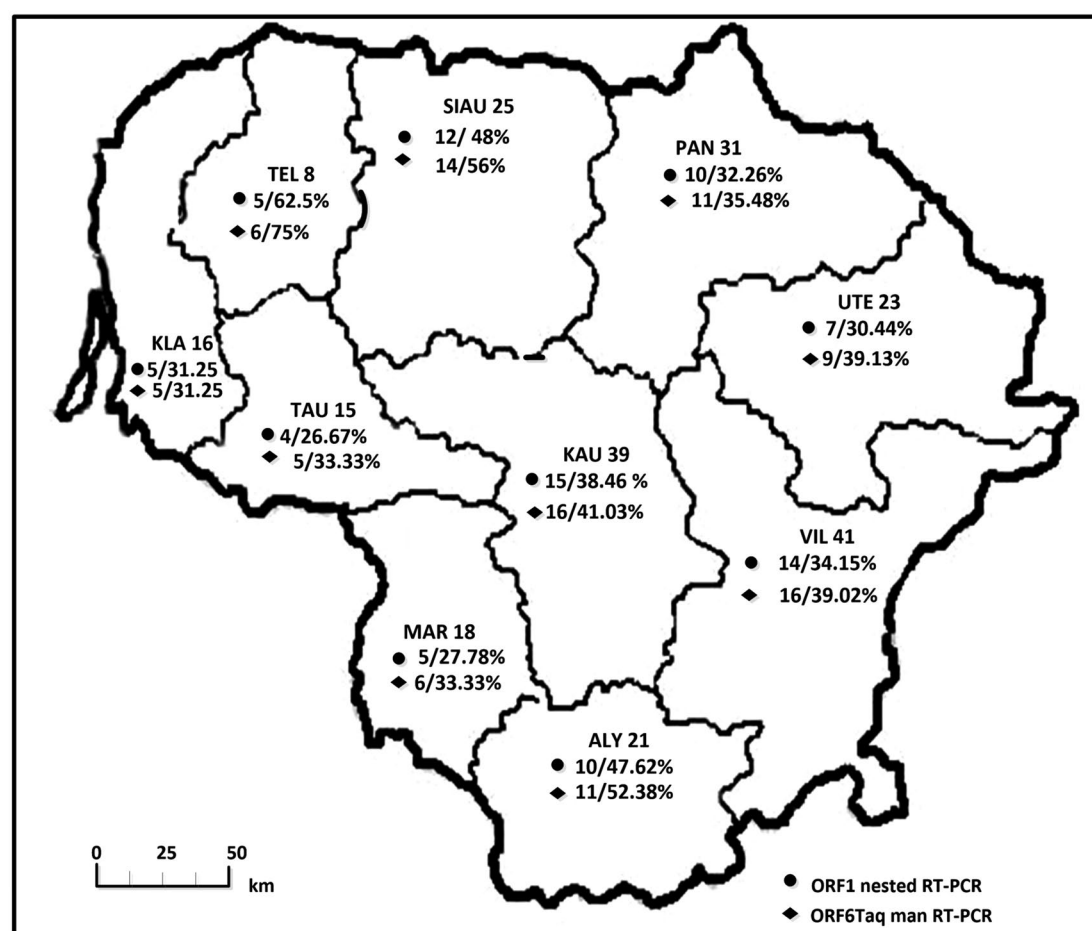 SIAU 25
12/ 48%
14/56%
PAN 31
10/32.26%
11/35.48%
TEL 8
5/62.5%
6/75%
UTE 23
7/30.44%
9/39.13%
KLA 16
5/31.25
5/31.25
TAU 15
4/26.67%
5/33.33%
KAU 39
15/38.46 %
16/41.03%
VIL 41
14/34.15%
16/39.02%
MAR 18
5/27.78%
6/33.33%
ALY 21
10/47.62%
11/52.38%
0 25 50
km
ORF1 nested RT-PCR
ORF6Taq man RT-PCR